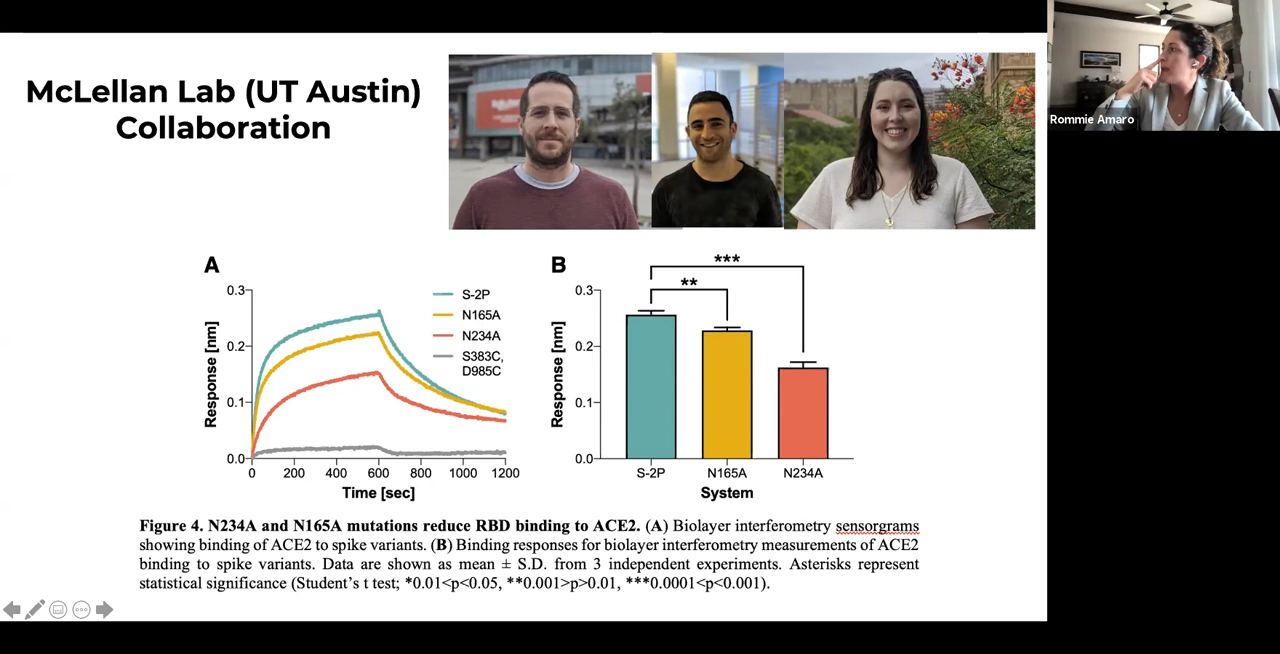 McLellan Lab (UT Austin)
Collaboration
Rommie Amaro
A
0.3
0.2
0.1
0.0
Response [nm]
0 200 400 600 800 1000 1200
Time [sec]
S-2P
N165A
N234A
S383C,
D985C
B
***
**
0.3
0.2
0.1
0.0
Response [nm]
S-2P N165A N234A
System
Figure 4. N234A and N165A mutations reduce RBD binding to ACE2. (A) Biolayer interferometry sensorgrams
showing binding of ACE2 to spike variants. (B) Binding responses for biolayer interferometry measurements of ACE2
binding to spike variants. Data are shown as mean ± S.D. from 3 independent experiments. Asterisks represent
statistical significance (Student's t test; *0.01<p<0.05, **0.001>p>0.01, ***0.0001<p<0.001).